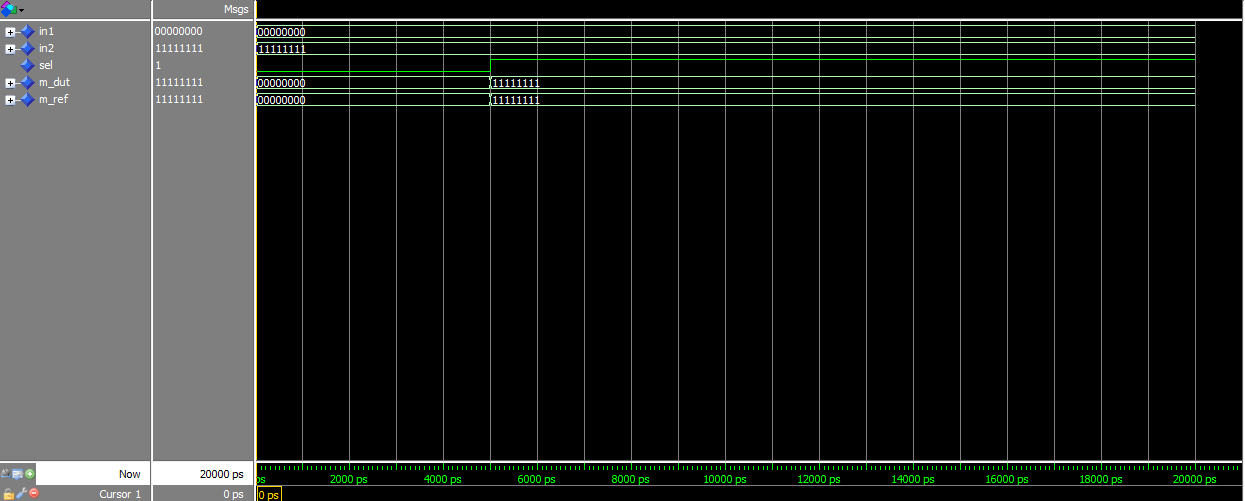 Msgs
in1 00000000 00000000
in2 11111111 11111111
sel 1
m_dut 11111111 00000000 11111111
m_ref 11111111 00000000 11111111
Now 20000 ps ps 2000 ps 4000 ps 6000 ps 8000 ps 10000 ps 12000 ps 14000 ps 16000 ps 18000 ps 20000 ps
Cursor 1 0 ps 0 ps